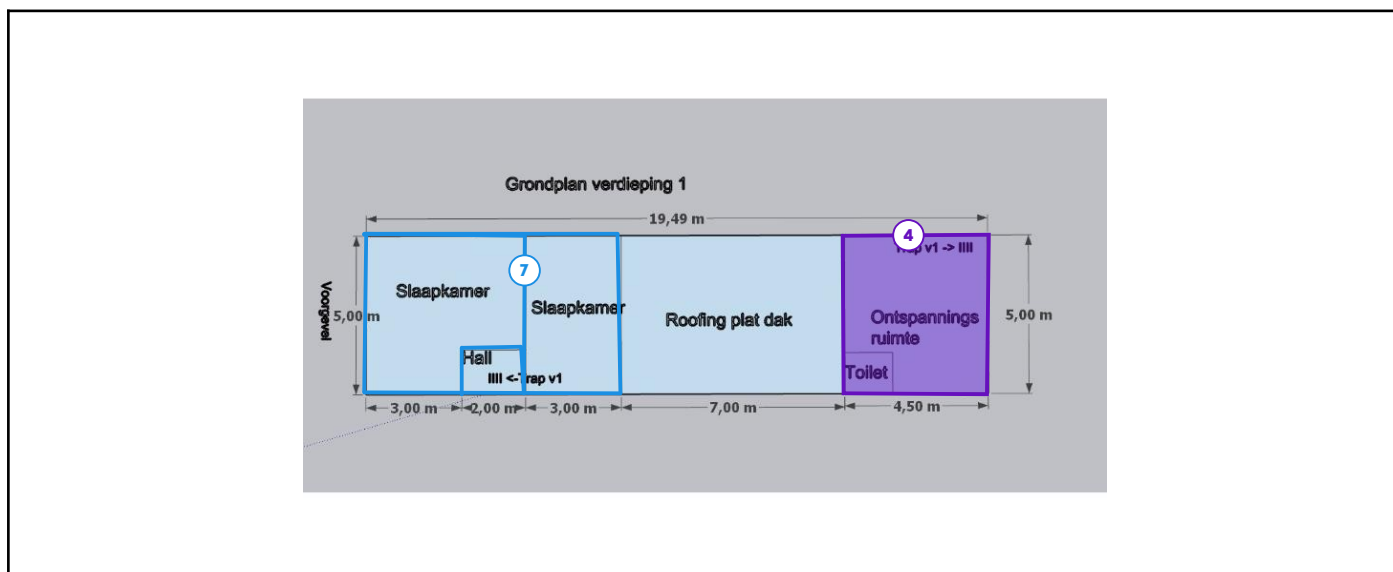 Grondplan verdieping 1
19,49 m
4
Trap v1 -> IIII
7
Slaapkamer
Slaapkamer
Voorgevel
5,00 m
Roofing plat dak
Ontspannings
ruimte
5,00 m
Hall
IIII <-Trap v1
Toilet
3,00 m
2,00 m
3,00 m
7,00 m
4,50 m